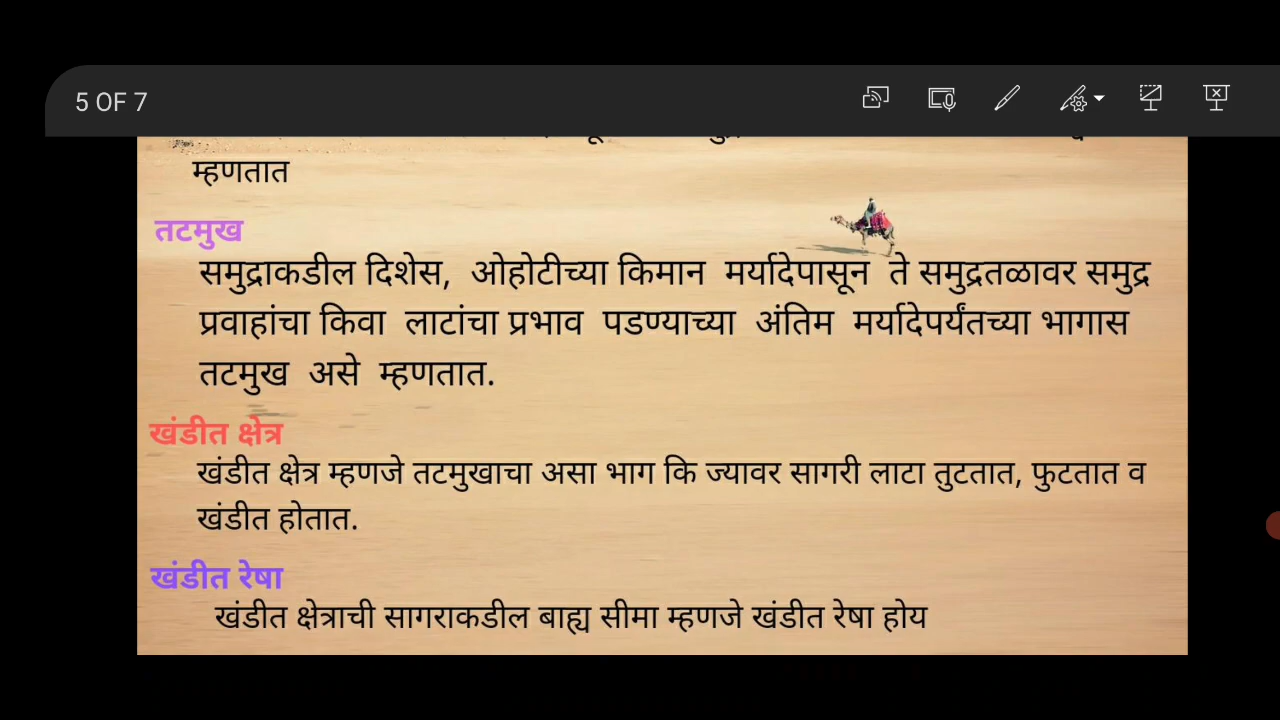 5 OF 7
म्हणतात
तटमुख
समुद्राकडील दिशेस, ओहोटीच्या किमान मर्यादेपासून ते समुद्रतळावर समुद्र
प्रवाहांचा किवा लाटांचा प्रभाव पडण्याच्या अंतिम मर्यादेपर्यंतच्या भागास
तटमुख असे म्हणतात.
खंडीत क्षेत्र
खंडीत क्षेत्र म्हणजे तटमुखाचा असा भाग कि ज्यावर सागरी लाटा तुटतात, फुटतात व
खंडीत होतात.
खंडीत रेषा
खंडीत क्षेत्राची सागराकडील बाह्य सीमा म्हणजे खंडीत रेषा होय